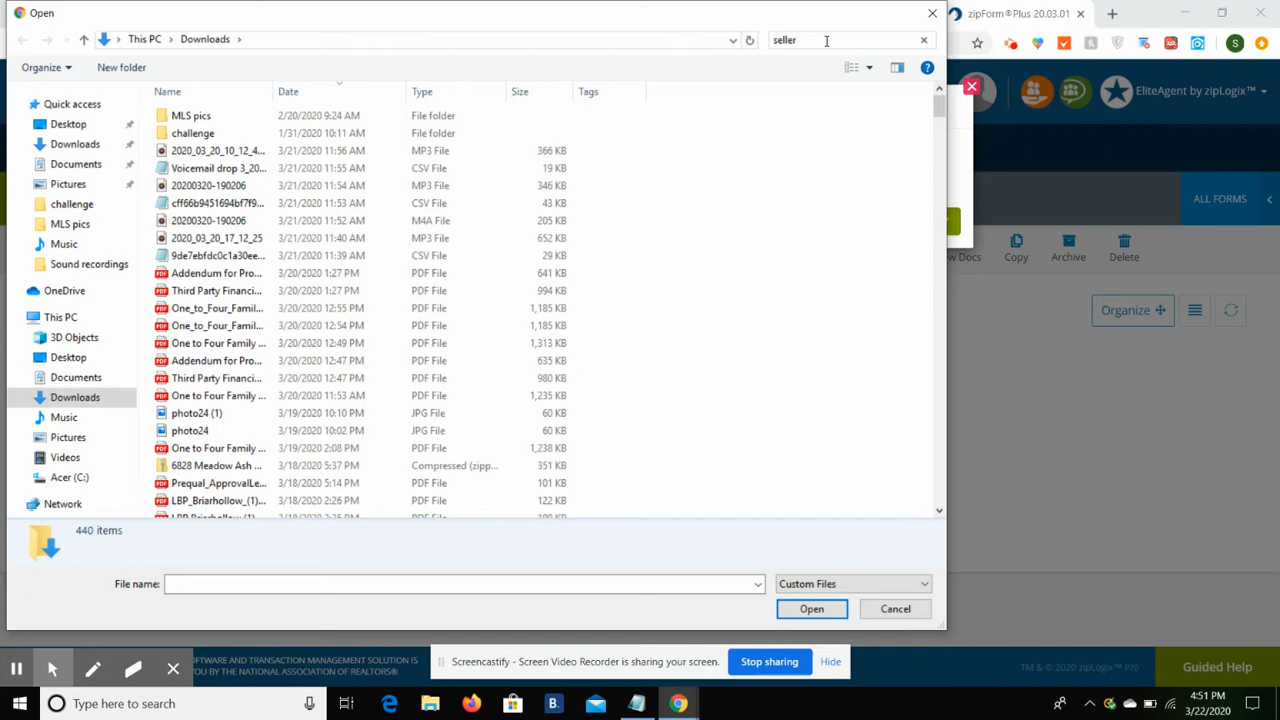 Open
zipForm®Plus 20.03.01
This PC
Downloads
seller
S
Organize
New folder
EliteAgent by zipLogix™
ALL FORMS
Copy
Archive
Delete
Organize
Name
Date
Type
Size
Tags
Quick access
Desktop
Downloads
Documents
Pictures
challenge
MLS pics
Music
Sound recordings
OneDrive
This PC
3D Objects
Desktop
Documents
Downloads
Music
Pictures
Videos
Acer (C:)
Network
MLS pics 2/20/2020 9:24 AM File folder
challenge 1/31/2020 10:11 AM File folder
2020_03_20_10_12_4... 3/21/2020 11:56 AM MP3 File 366 KB
Voicemail drop 3_20... 3/21/2020 11:55 AM CSV File 19 KB
20200320-190206 3/21/2020 11:54 AM MP3 File 346 KB
cff66b9451694bf7f9... 3/21/2020 11:53 AM CSV File 43 KB
20200320-190206 3/21/2020 11:52 AM M4A File 205 KB
2020_03_20_17_12_25 3/21/2020 11:40 AM MP3 File 652 KB
9de7ebfdc0c1a30ee... 3/21/2020 11:39 AM CSV File 29 KB
Addendum for Pro... 3/20/2020 1:27 PM PDF File 641 KB
Third Party Financi... 3/20/2020 1:27 PM PDF File 994 KB
One_to_Four_Famil... 3/20/2020 12:55 PM PDF File 1,185 KB
One_to_Four_Famil... 3/20/2020 12:54 PM PDF File 1,185 KB
One to Four Family ... 3/20/2020 12:49 PM PDF File 1,313 KB
Addendum for Pro... 3/20/2020 12:47 PM PDF File 635 KB
Third Party Financi... 3/20/2020 12:47 PM PDF File 980 KB
One to Four Family ... 3/20/2020 11:53 AM PDF File 1,235 KB
photo24 (1) 3/19/2020 10:10 PM JPG File 60 KB
photo24 3/19/2020 10:02 PM JPG File 60 KB
One to Four Family ... 3/19/2020 2:08 PM PDF File 1,238 KB
6828 Meadow Ash ... 3/18/2020 5:37 PM Compressed (zipp... 351 KB
Prequal_ApprovalLe... 3/18/2020 5:14 PM PDF File 101 KB
LBP_Briarhollow_(1)... 3/18/2020 2:26 PM PDF File 122 KB
440 items
File name:
Custom Files
Open
Cancel
Screencastify - Screen Video Recorder is sharing your screen.
Stop sharing
Hide
OFTWARE AND TRANSACTION MANAGEMENT SOLUTION IS
YOU BY THE NATIONAL ASSOCIATION OF REALTORS®
TM & © 2020 zipLogix
Guided Help
Type here to search
4:51 PM
3/22/2020